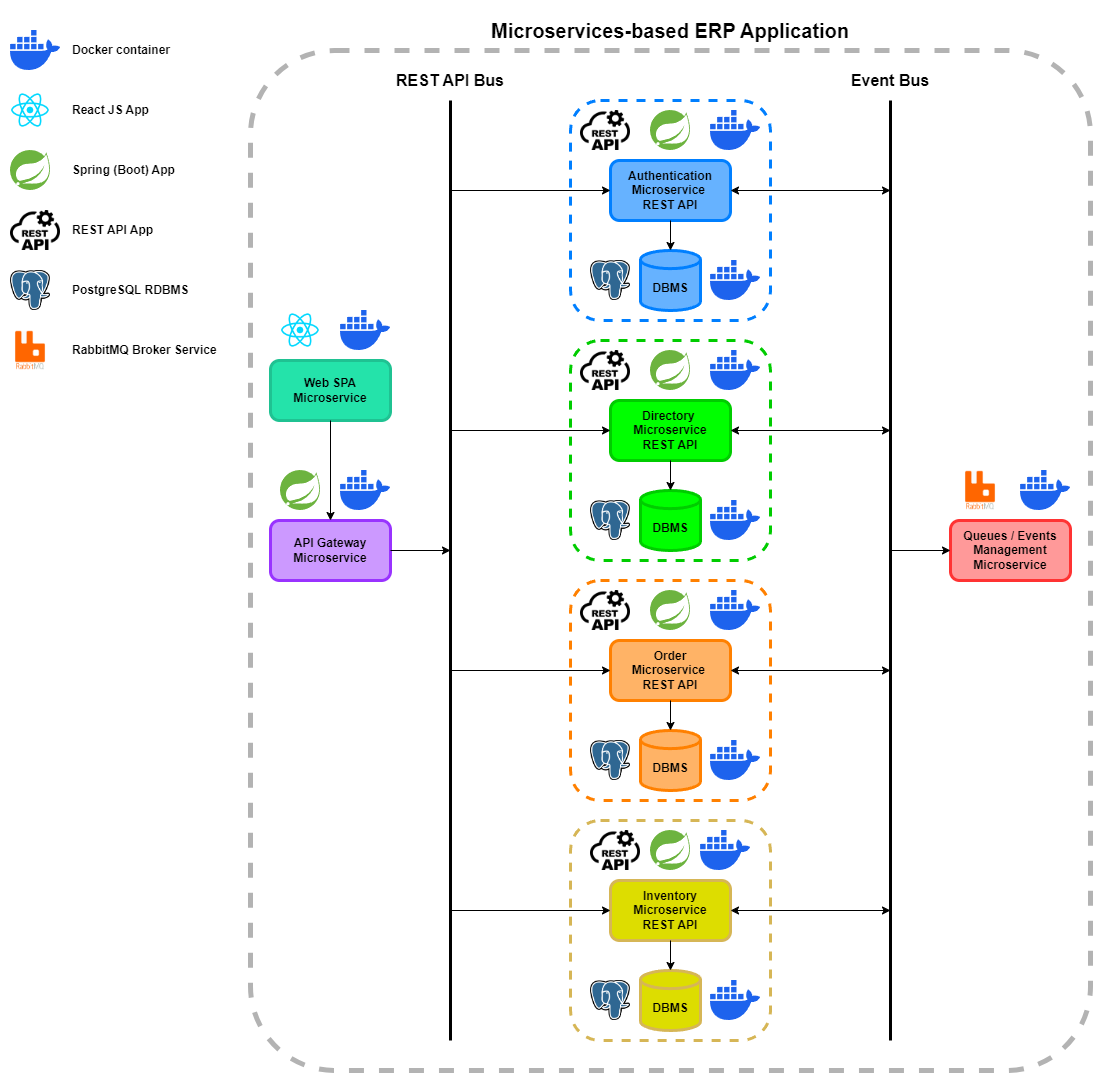 Microservices-based ERP Application
Docker container
React JS App
Spring (Boot) App
REST API App
PostgreSQL RDBMS
RabbitMQ Broker Service
REST
API
RabbitMQ
REST API Bus
Event Bus
Web SPA
Microservice
API Gateway
Microservice
REST
API
Authentication
Microservice
REST API
DBMS
REST
API
Directory
Microservice
REST API
DBMS
REST
API
Order
Microservice
REST API
DBMS
REST
API
Inventory
Microservice
REST API
DBMS
RabbitMQ
Queues / Events
Management
Microservice